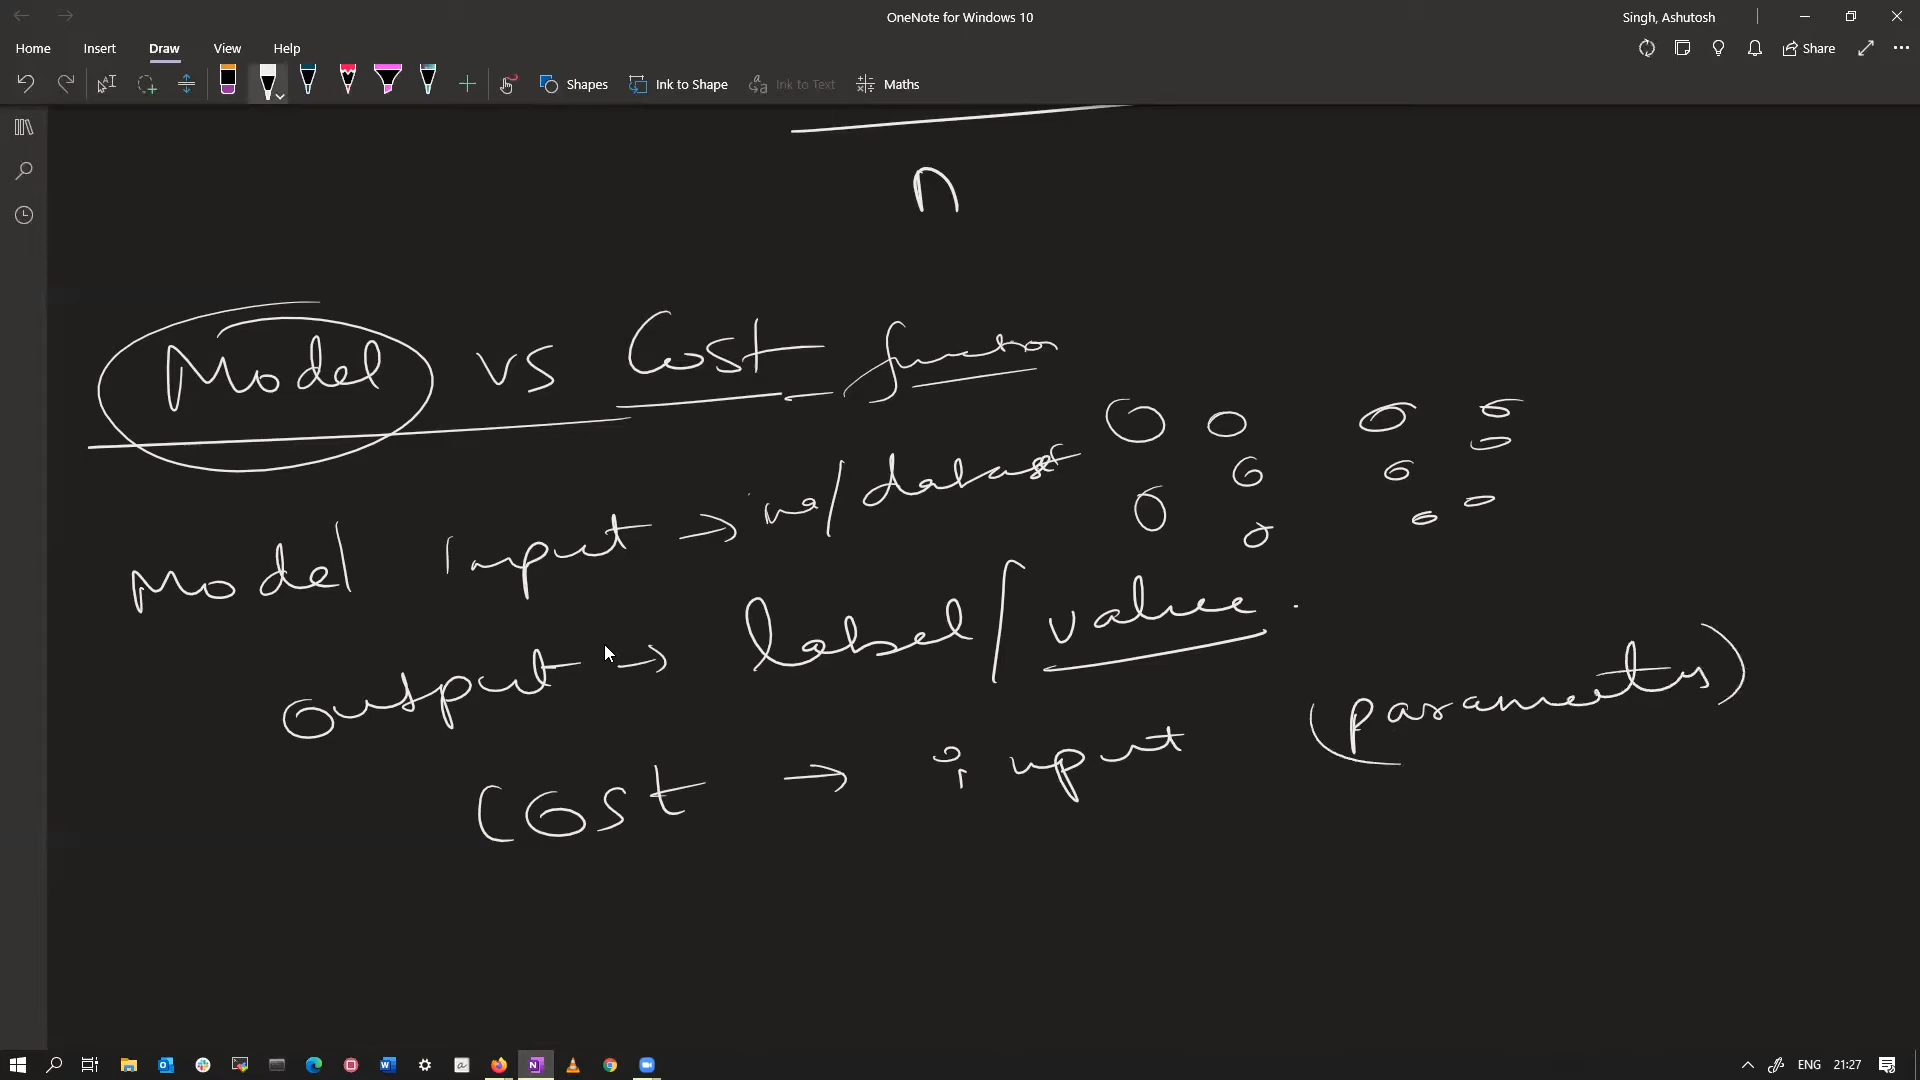 OneNote for Windows 10
Singh, Ashutosh
Home Insert Draw View Help
Share
Shapes Ink to Shape Ink to Text Maths
n
Model vs Cost function
Model Input → /dataset
output → label/value.
Cost → input (parameters)
ENG 21:27